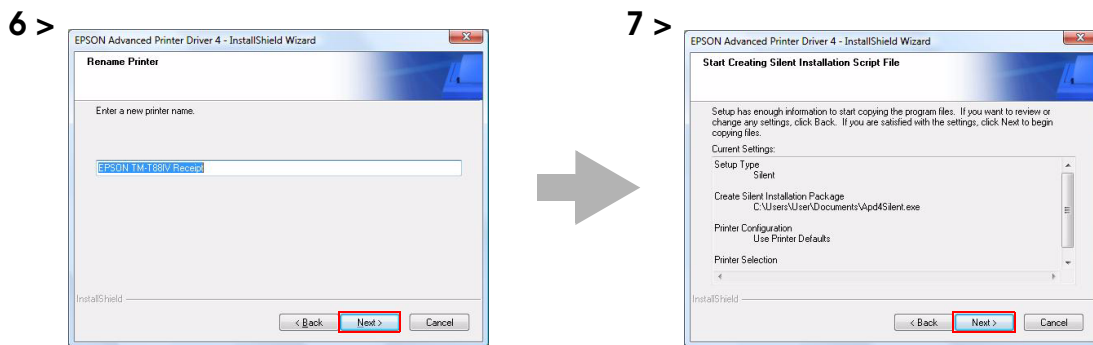 6 >
EPSON Advanced Printer Driver 4 - InstallShield Wizard
Rename Printer
Enter a new printer name.
EPSON TM-T88IV Receipt
InstallShield
< Back
Next >
Cancel
7 >
EPSON Advanced Printer Driver 4 - InstallShield Wizard
Start Creating Silent Installation Script File
Setup has enough information to start copying the program files. If you want to review or
change any settings, click Back. If you are satisfied with the settings, click Next to begin
copying files.
Current Settings:
Setup Type
Silent
Create Silent Installation Package
C:\Users\User\Documents\Apd4Silent.exe
Printer Configuration
Use Printer Defaults
Printer Selection
InstallShield
< Back
Next >
Cancel